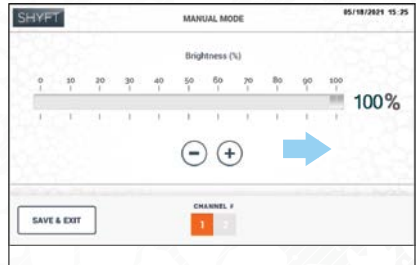 SHYFT
MANUAL MODE
05/18/2021 15:25
Brightness (%)
0 10 20 30 40 50 60 70 80 90 100
100%
SAVE & EXIT
CHANNEL #
1 2